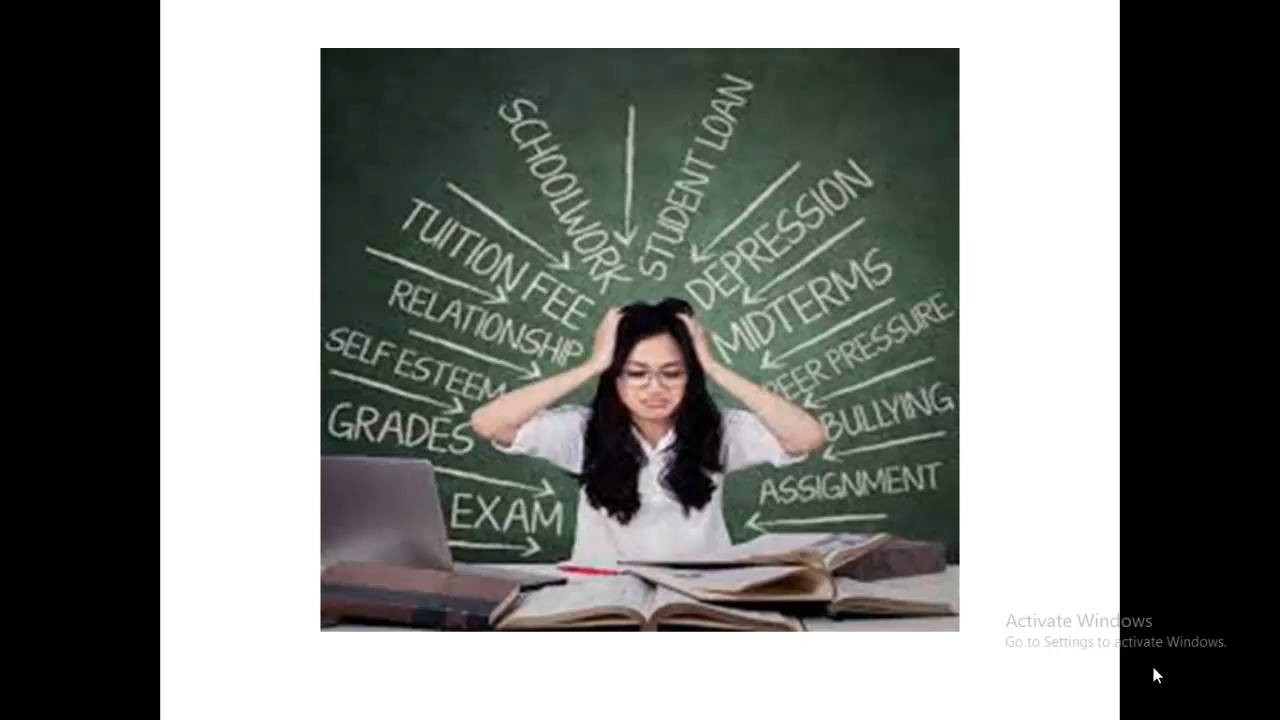 SCHOOLWORK
STUDENT LOAN
TUITION FEE
DEPRESSION
RELATIONSHIP
MIDTERMS
SELF ESTEEM
PEER PRESSURE
GRADES
BULLYING
EXAM
ASSIGNMENT
Activate Windows
Go to Settings to activate Windows.